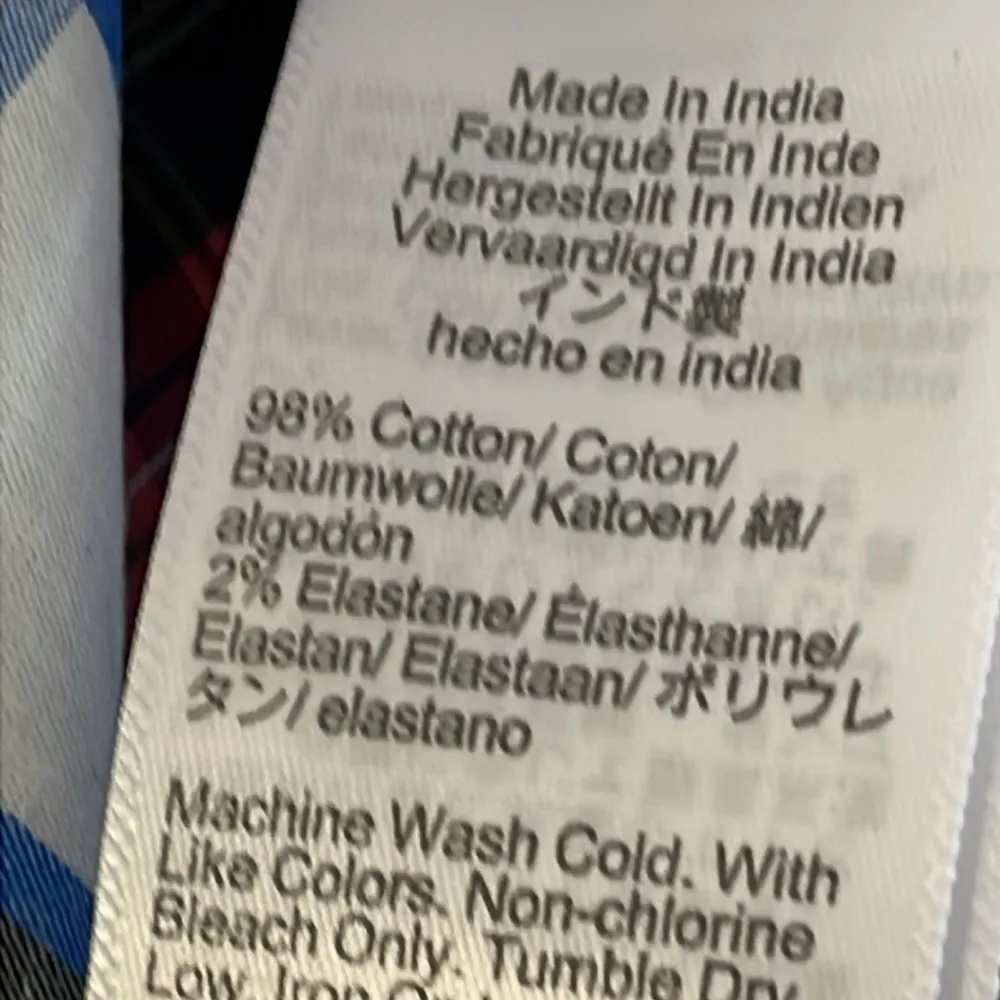 Made In India
Fabriqué En Inde
Hergestellt In Indien
Vervaardigd In India
インド製
hecho en india
98% Cotton/ Coton/
Baumwolle/ Katoen/ 綿/
algodón
2% Elastane/ Élasthanne/
Elastan/ Elastaan/ ポリウレ
タン/ elastano
Machine Wash Cold. With
Like Colors. Non-chlorine
Bleach Only. Tumble Dry
Low. Iron